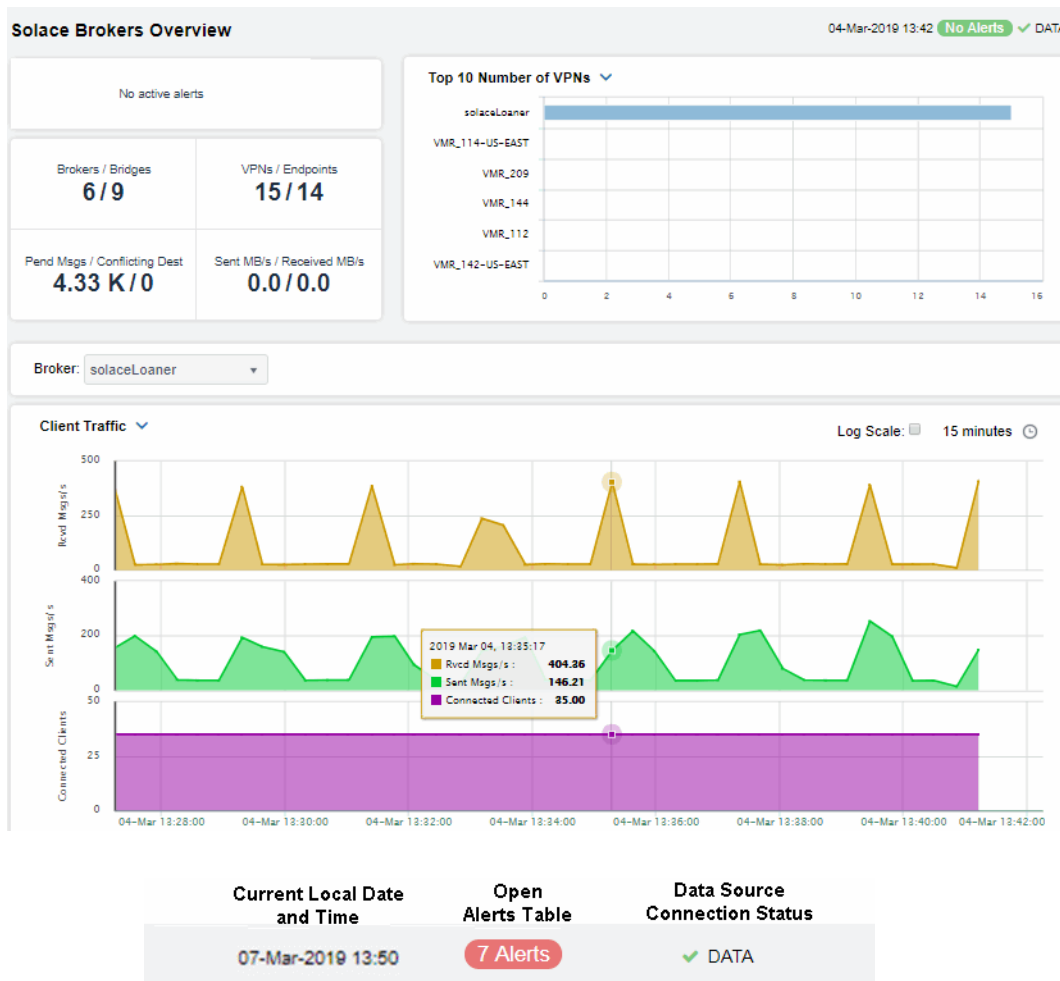 Solace Brokers Overview
04-Mar-2019 13:42 No Alerts DATA
No active alerts
Brokers / Bridges
6/9
VPNs / Endpoints
15/14
Pend Msgs / Conflicting Dest
4.33 K/0
Sent MB/s / Received MB/s
0.0/0.0
Top 10 Number of VPNs
solaceLoaner
VMR_114-US-EAST
VMR_209
VMR_144
VMR_112
VMR_142-US-EAST
0 2 4 6 8 10 12 14 16
Broker: solaceLoaner
Client Traffic
Log Scale: 15 minutes
Rcvd Msgs/s
500
250
0
Sent Msgs/s
400
200
0
Connected Clients
50
25
0
2019 Mar 04, 13:35:17
Rvcd Msgs/s : 404.36
Sent Msgs/s : 146.21
Connected Clients : 35.00
04-Mar 13:28:00 04-Mar 13:30:00 04-Mar 13:32:00 04-Mar 13:34:00 04-Mar 13:36:00 04-Mar 13:38:00 04-Mar 13:40:00 04-Mar 13:42:00
Current Local Date
and Time
Open
Alerts Table
Data Source
Connection Status
07-Mar-2019 13:50
7 Alerts
DATA